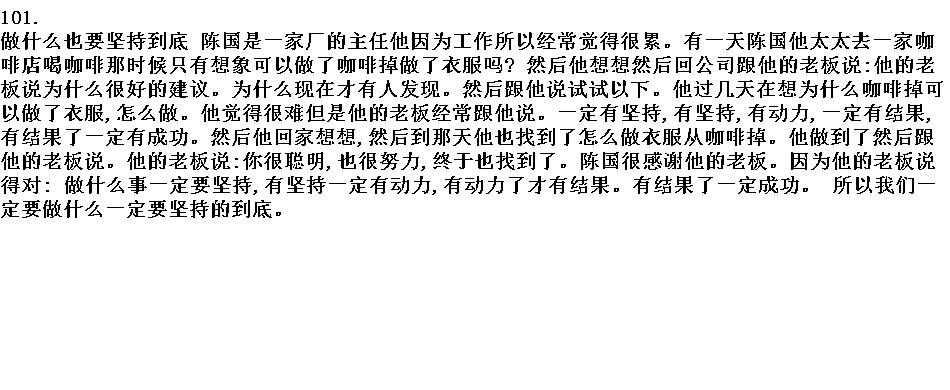 101.
做什么也要坚持到底 陈国是一家厂的主任他因为工作所以经常觉得很累。有一天陈国他太太去一家咖
啡店喝咖啡那时候只有想象可以做了咖啡掉做了衣服吗? 然后他想想然后回公司跟他的老板说:他的老
板说为什么很好的建议。为什么现在才有人发现。然后跟他说试试以下。他过几天在想为什么咖啡掉可
以做了衣服,怎么做。他觉得很难但是他的老板经常跟他说。一定有坚持,有坚持,有动力,一定有结果,
有结果了一定有成功。然后他回家想想,然后到那天他也找到了怎么做衣服从咖啡掉。他做到了然后跟
他的老板说。他的老板说:你很聪明,也很努力,终于也找到了。陈国很感谢他的老板。因为他的老板说
得对: 做什么事一定要坚持,有坚持一定有动力,有动力了才有结果。有结果了一定成功。 所以我们一
定要做什么一定要坚持的到底。